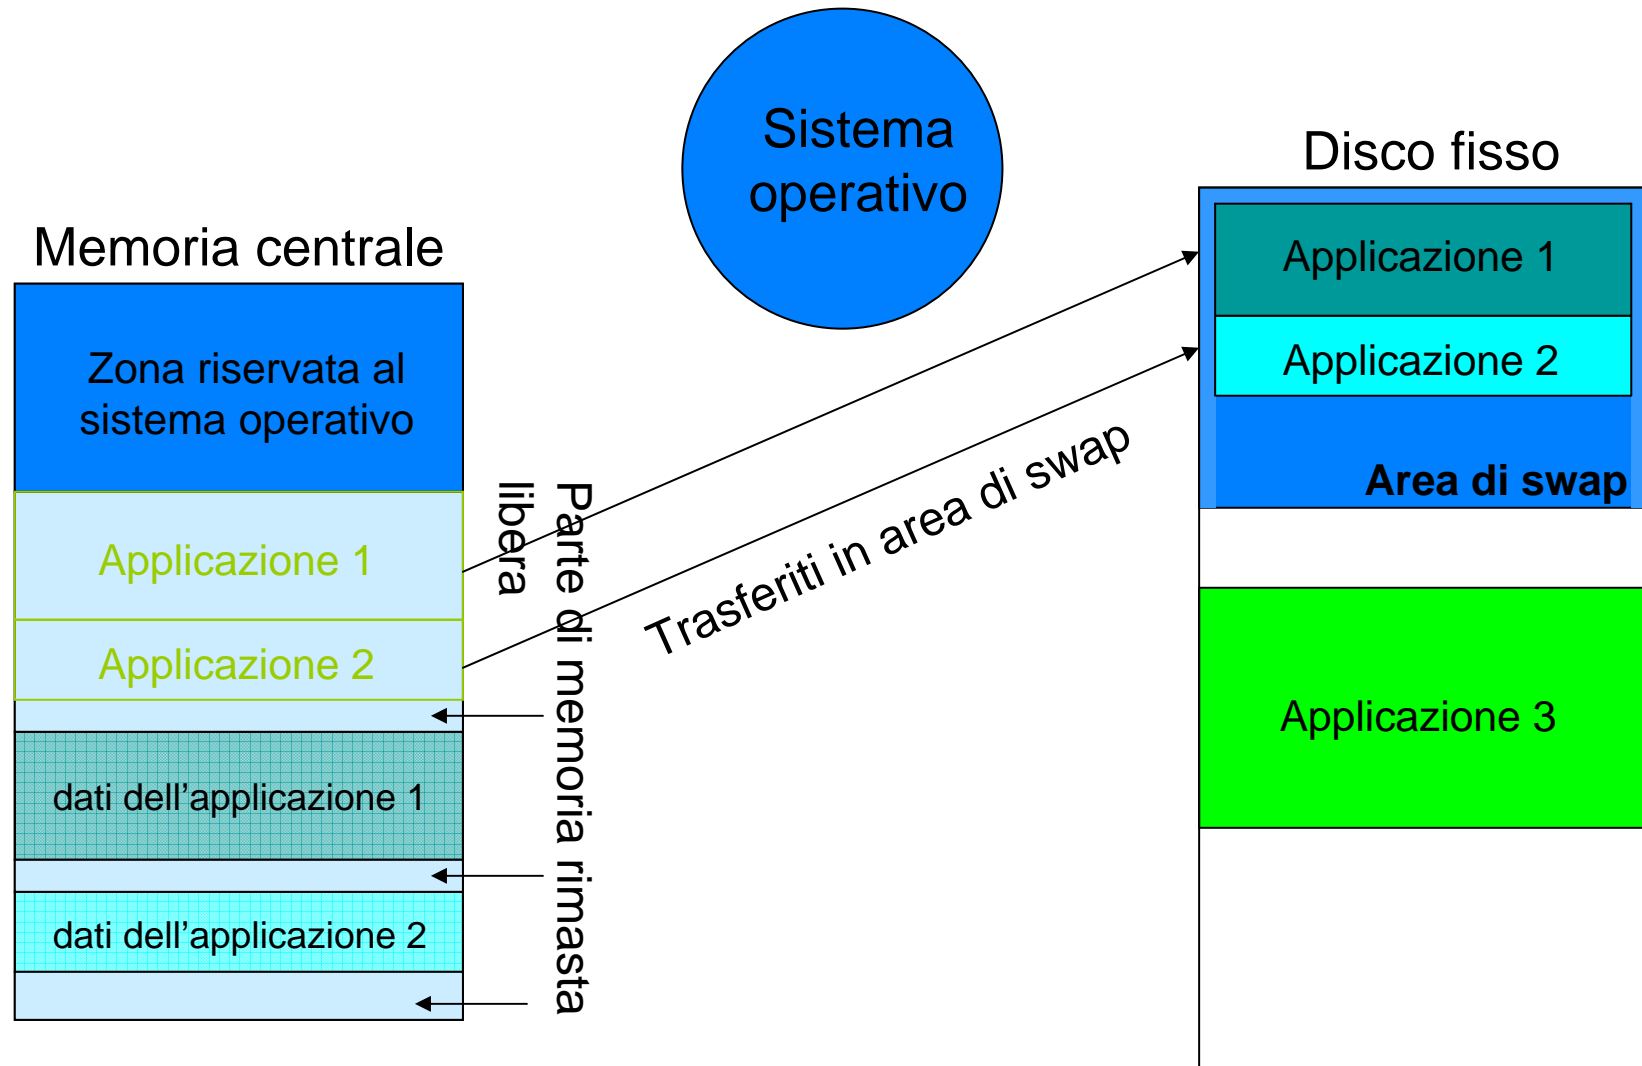 Sistema
operativo
Disco fisso
Memoria centrale
Zona riservata al
sistema operativo
Applicazione 1
Applicazione 2
dati dell’applicazione 1
dati dell’applicazione 2
Parte di memoria rimasta
libera
Trasferiti in area di swap
Applicazione 1
Applicazione 2
Area di swap
Applicazione 3